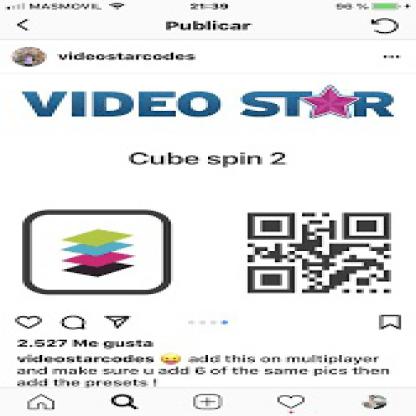 MASMOVIL 21:39 96 %
Publicar
videostarcodes
VIDEO STAR
Cube spin 2
2.527 Me gusta
videostarcodes 😛 add this on multiplayer
and make sure u add 6 of the same pics then
add the presets !